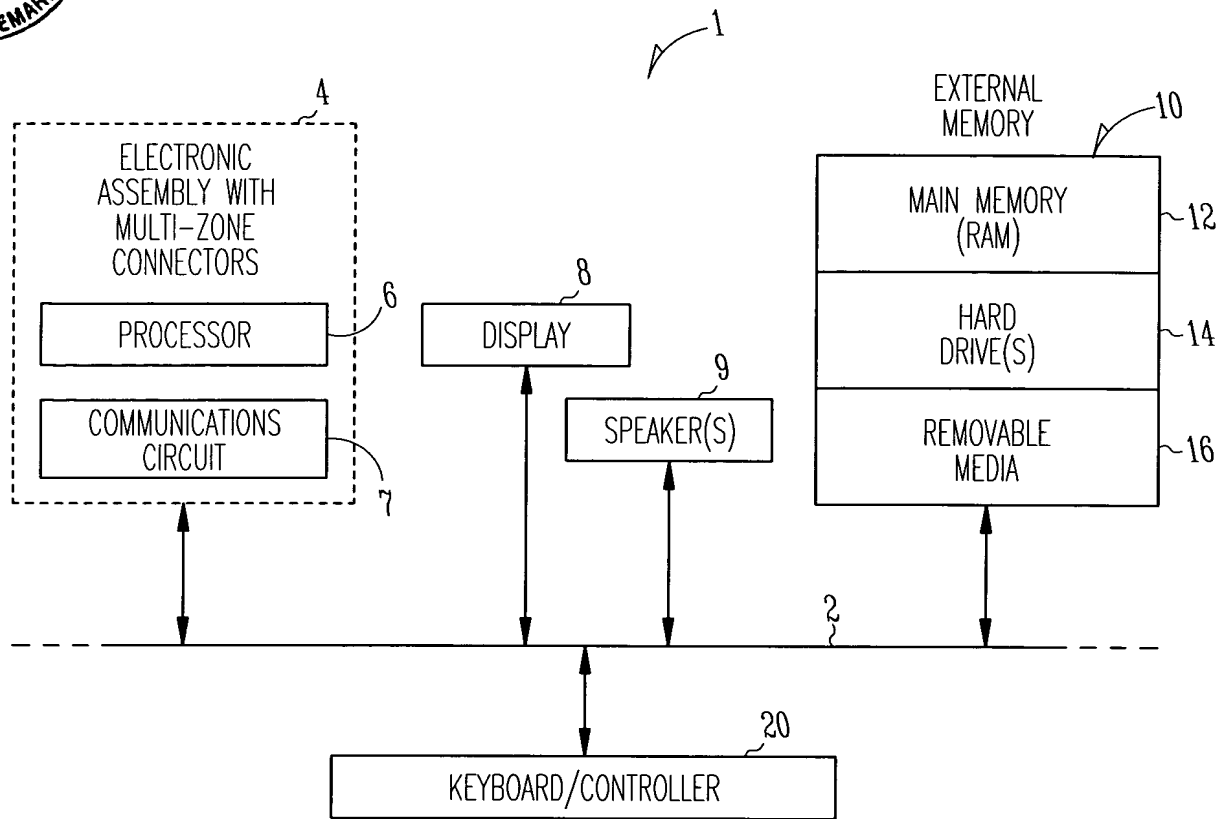 EMAR
1
4
ELECTRONIC
ASSEMBLY WITH
MULTI-ZONE
CONNECTORS
6
PROCESSOR
COMMUNICATIONS
CIRCUIT
7
8
DISPLAY
9
SPEAKER(S)
EXTERNAL
MEMORY
10
MAIN MEMORY
(RAM)
12
HARD
DRIVE(S)
14
REMOVABLE
MEDIA
16
2
20
KEYBOARD/CONTROLLER